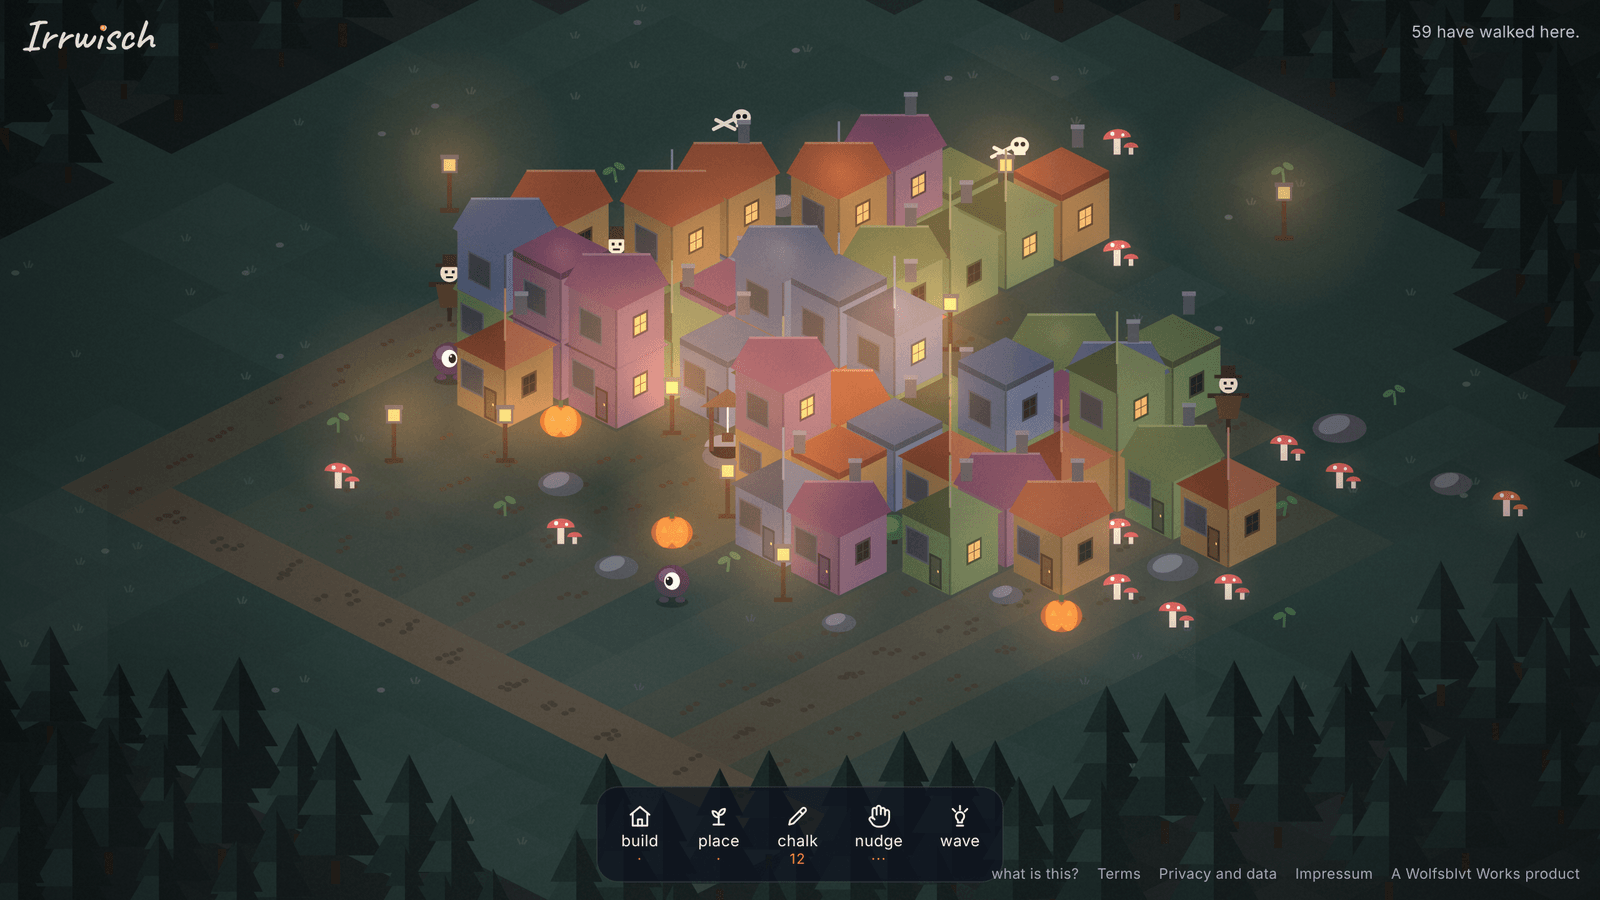 Irrwisch
59 have walked here.
build
place
chalk
nudge
wave
12
what is this?
Terms
Privacy and data
Impressum
A Wolfsblvt Works product